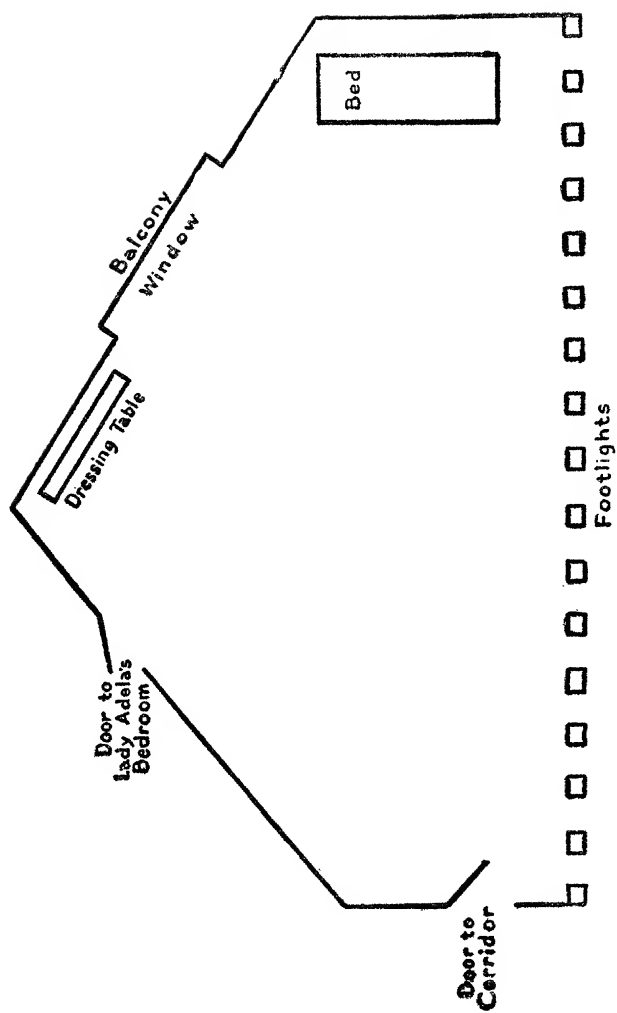 Bed
Balcony
Window
Dressing Table
Door to
Lady Adela's
Bedroom
Footlights
Door to
Corridor